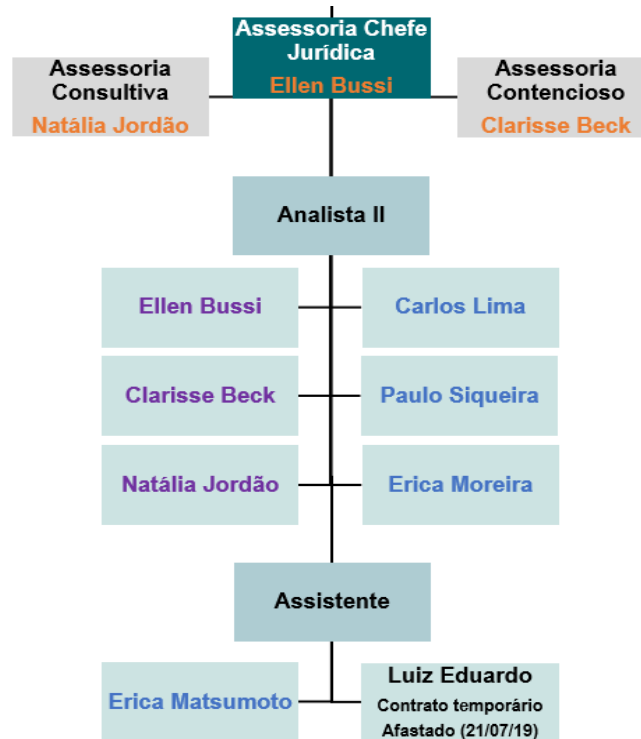 Assessoria Chefe
Jurídica
Ellen Bussi
Assessoria
Consultiva
Natália Jordão
Assessoria
Contencioso
Clarisse Beck
Analista II
Ellen Bussi
Carlos Lima
Clarisse Beck
Paulo Siqueira
Natália Jordão
Erica Moreira
Assistente
Erica Matsumoto
Luiz Eduardo
Contrato temporário
Afastado (21/07/19)